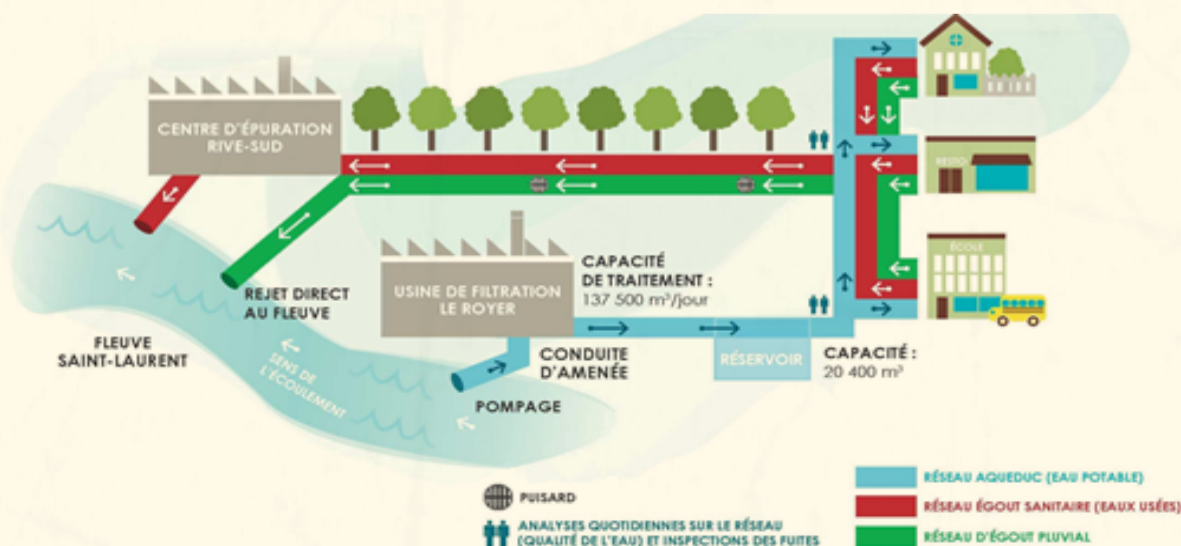 CENTRE D'ÉPURATION
RIVE-SUD
RESTO
ÉCOLE
CAPACITÉ
DE TRAITEMENT :
137 500 m³/jour
USINE DE FILTRATION
LE ROYER
REJET DIRECT
AU FLEUVE
FLEUVE
SAINT-LAURENT
SENS DE
L'ÉCOULEMENT
CONDUITE
D'AMENÉE
POMPAGE
RÉSERVOIR
CAPACITÉ :
20 400 m³
PUISARD
ANALYSES QUOTIDIENNES SUR LE RÉSEAU
(QUALITÉ DE L'EAU) ET INSPECTIONS DES FUITES
RÉSEAU AQUEDUC (EAU POTABLE)
RÉSEAU ÉGOUT SANITAIRE (EAUX USÉES)
RÉSEAU D'ÉGOUT PLUVIAL